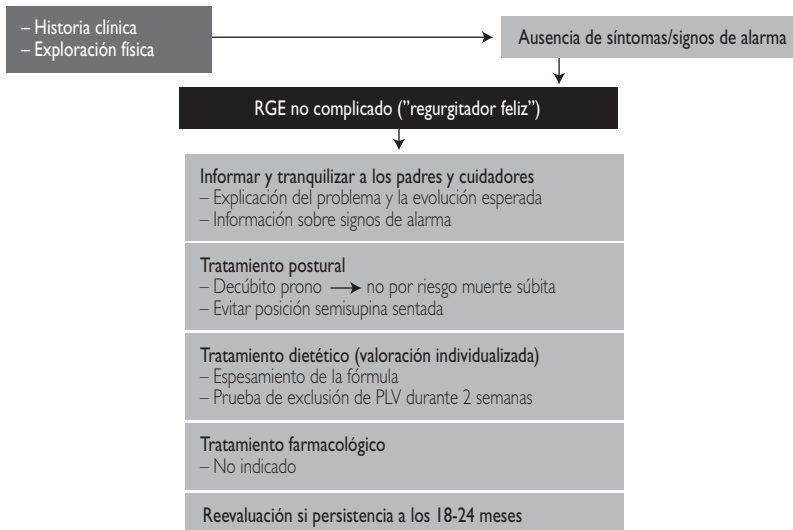 – Historia clínica
– Exploración física
Ausencia de síntomas/signos de alarma
RGE no complicado (”regurgitador feliz”)
Informar y tranquilizar a los padres y cuidadores
– Explicación del problema y la evolución esperada
– Información sobre signos de alarma
Tratamiento postural
– Decúbito prono → no por riesgo muerte súbita
– Evitar posición semisupina sentada
Tratamiento dietético (valoración individualizada)
– Espesamiento de la fórmula
– Prueba de exclusión de PLV durante 2 semanas
Tratamiento farmacológico
– No indicado
Reevaluación si persistencia a los 18-24 meses